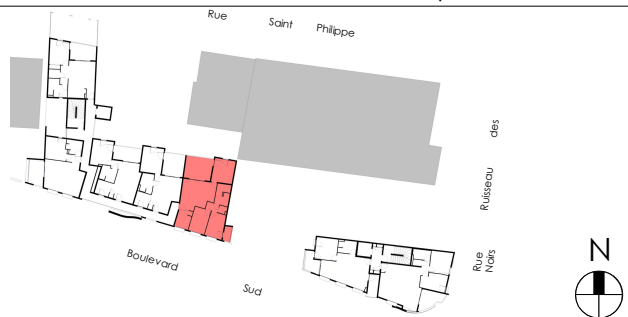 Rue Saint Philippe
Rue Ruisseau des
Noirs
Boulevard Sud
N